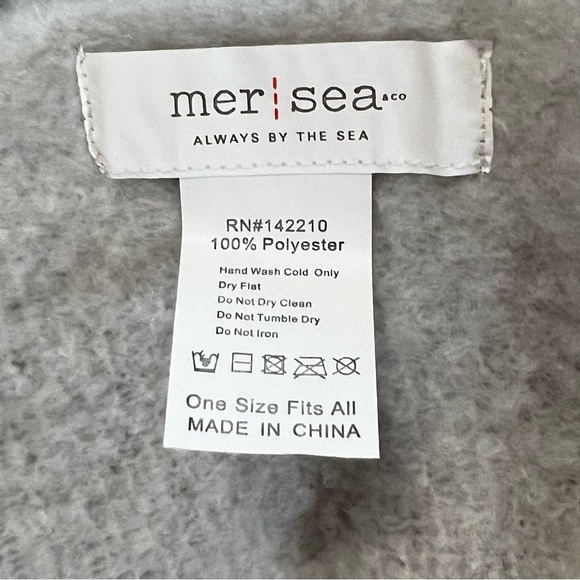 mer¦sea &CO
ALWAYS BY THE SEA
RN#142210
100% Polyester
Hand Wash Cold Only
Dry Flat
Do Not Dry Clean
Do Not Tumble Dry
Do Not Iron
One Size Fits All
MADE IN CHINA